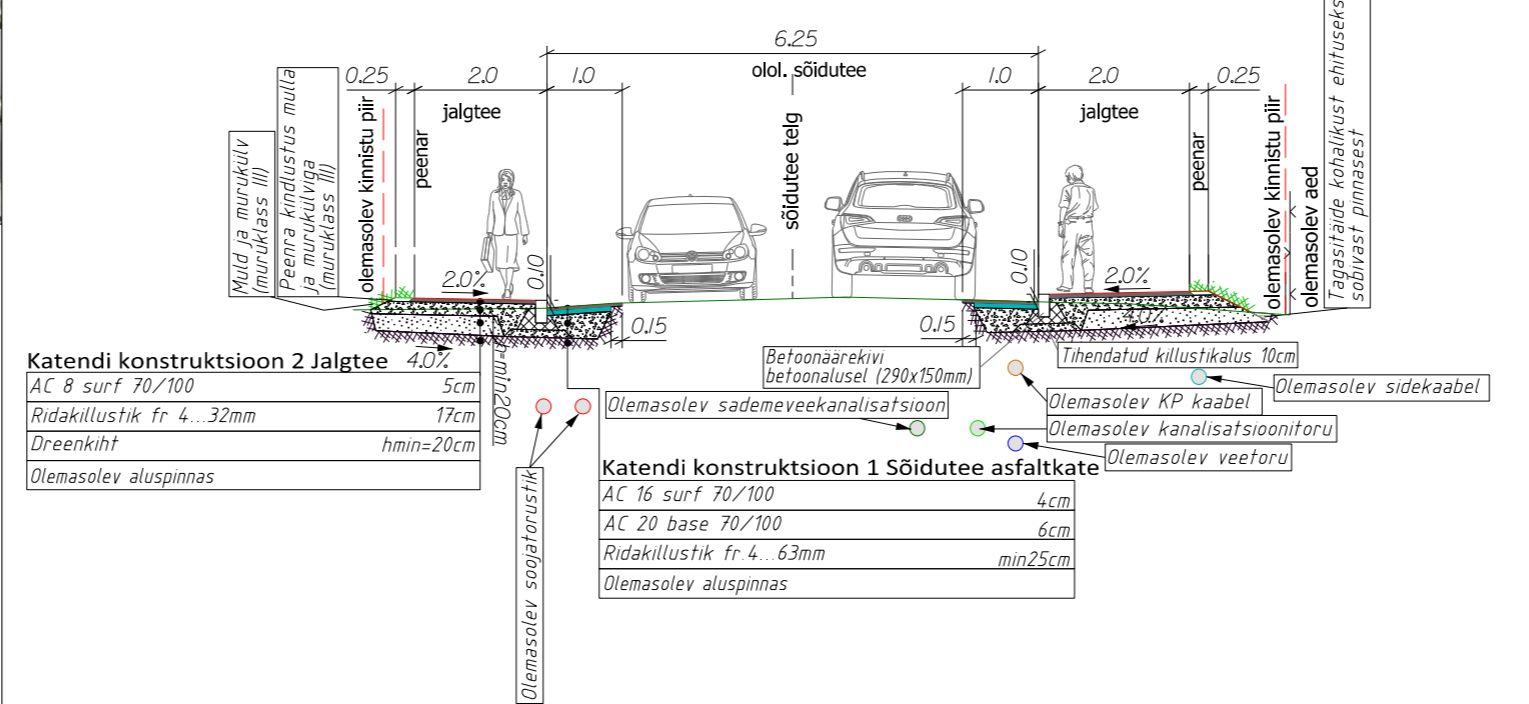 6.25
0.25
2.0
1.0
olol. sõidutee
1.0
2.0
0.25
jalgtee
jalgtee
Muld ja murukülv
(muruklass III)
Peenra kindlustus mulla
ja murukülviga
(muruklass III)
olemasolev kinnistu piir
peenar
sõidutee telg
peenar
olemasolev kinnistu piir
olemasolev aed
Tagasitäide kohalikust ehituseks
sobivast pinnasest
2.0%
0.10
0.10
2.0%
0.15
0.15
4.0%
4.0%
h=min20cm
Katendi konstruktsioon 2 Jalgtee
AC 8 surf 70/100 5cm
Ridakillustik fr 4...32mm 17cm
Dreenkiht hmin=20cm
Olemasolev aluspinnas
Betoonäärekivi
betoonalusel (290x150mm)
Tihendatud killustikalus 10cm
Olemasolev sidekaabel
Olemasolev KP kaabel
Olemasolev sademeveekanalisatsioon
Olemasolev kanalisatsioonitoru
Olemasolev veetoru
Olemasolev soojatorustik
Katendi konstruktsioon 1 Sõidutee asfaltkate
AC 16 surf 70/100 4cm
AC 20 base 70/100 6cm
Ridakillustik fr.4...63mm min25cm
Olemasolev aluspinnas